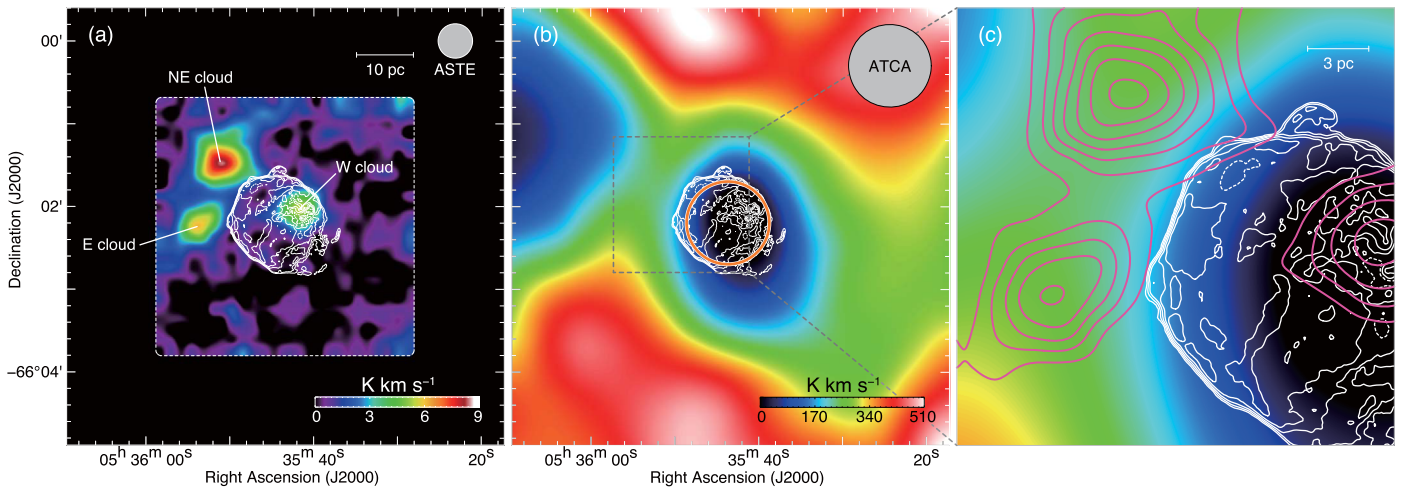 (a)
NE cloud
W cloud
E cloud
10 pc
ASTE
K km s⁻¹
0 3 6 9
00'
02'
−66°04'
Declination (J2000)
05ʰ 36ᵐ 00ˢ 35ᵐ 40ˢ 20ˢ
Right Ascension (J2000)
(b)
ATCA
K km s⁻¹
0 170 340 510
05ʰ 36ᵐ 00ˢ 35ᵐ 40ˢ 20ˢ
Right Ascension (J2000)
(c)
3 pc